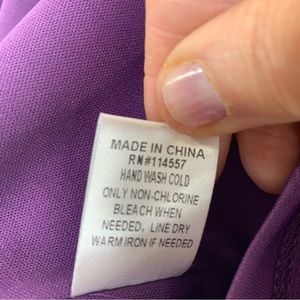 MADE IN CHINA
RN#114557
HAND WASH COLD
ONLY NON-CHLORINE
BLEACH WHEN
NEEDED, LINE DRY
WARM IRON IF NEEDED